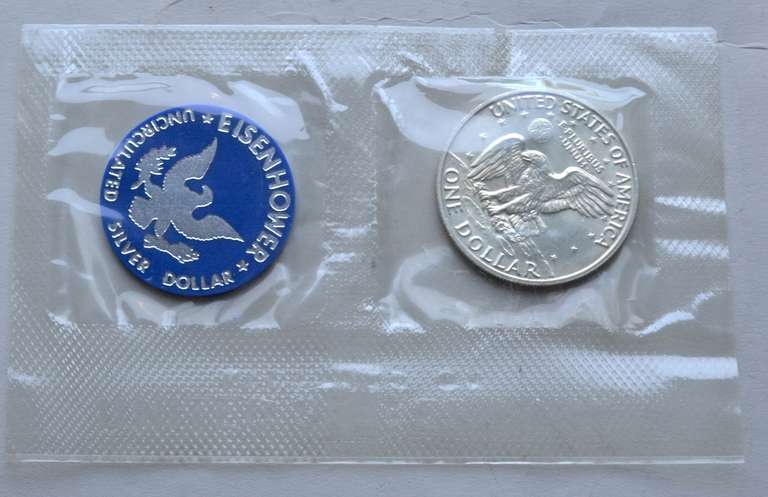 EISENHOWER
UNCIRCULATED SILVER DOLLAR
UNITED STATES OF AMERICA
E PLURIBUS
UNUM
ONE DOLLAR